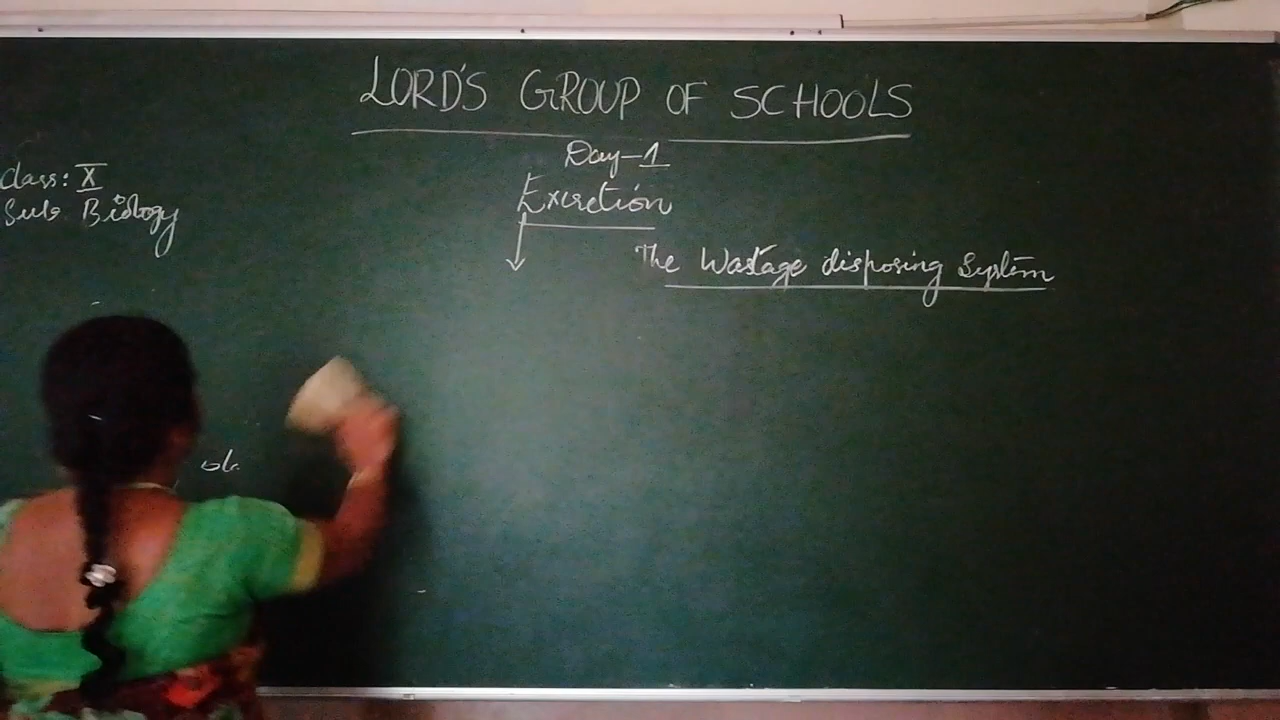 LORD'S GROUP OF SCHOOLS
Day-1
Class: X
Excretion
Sub: Biology
The Wastage disposing System